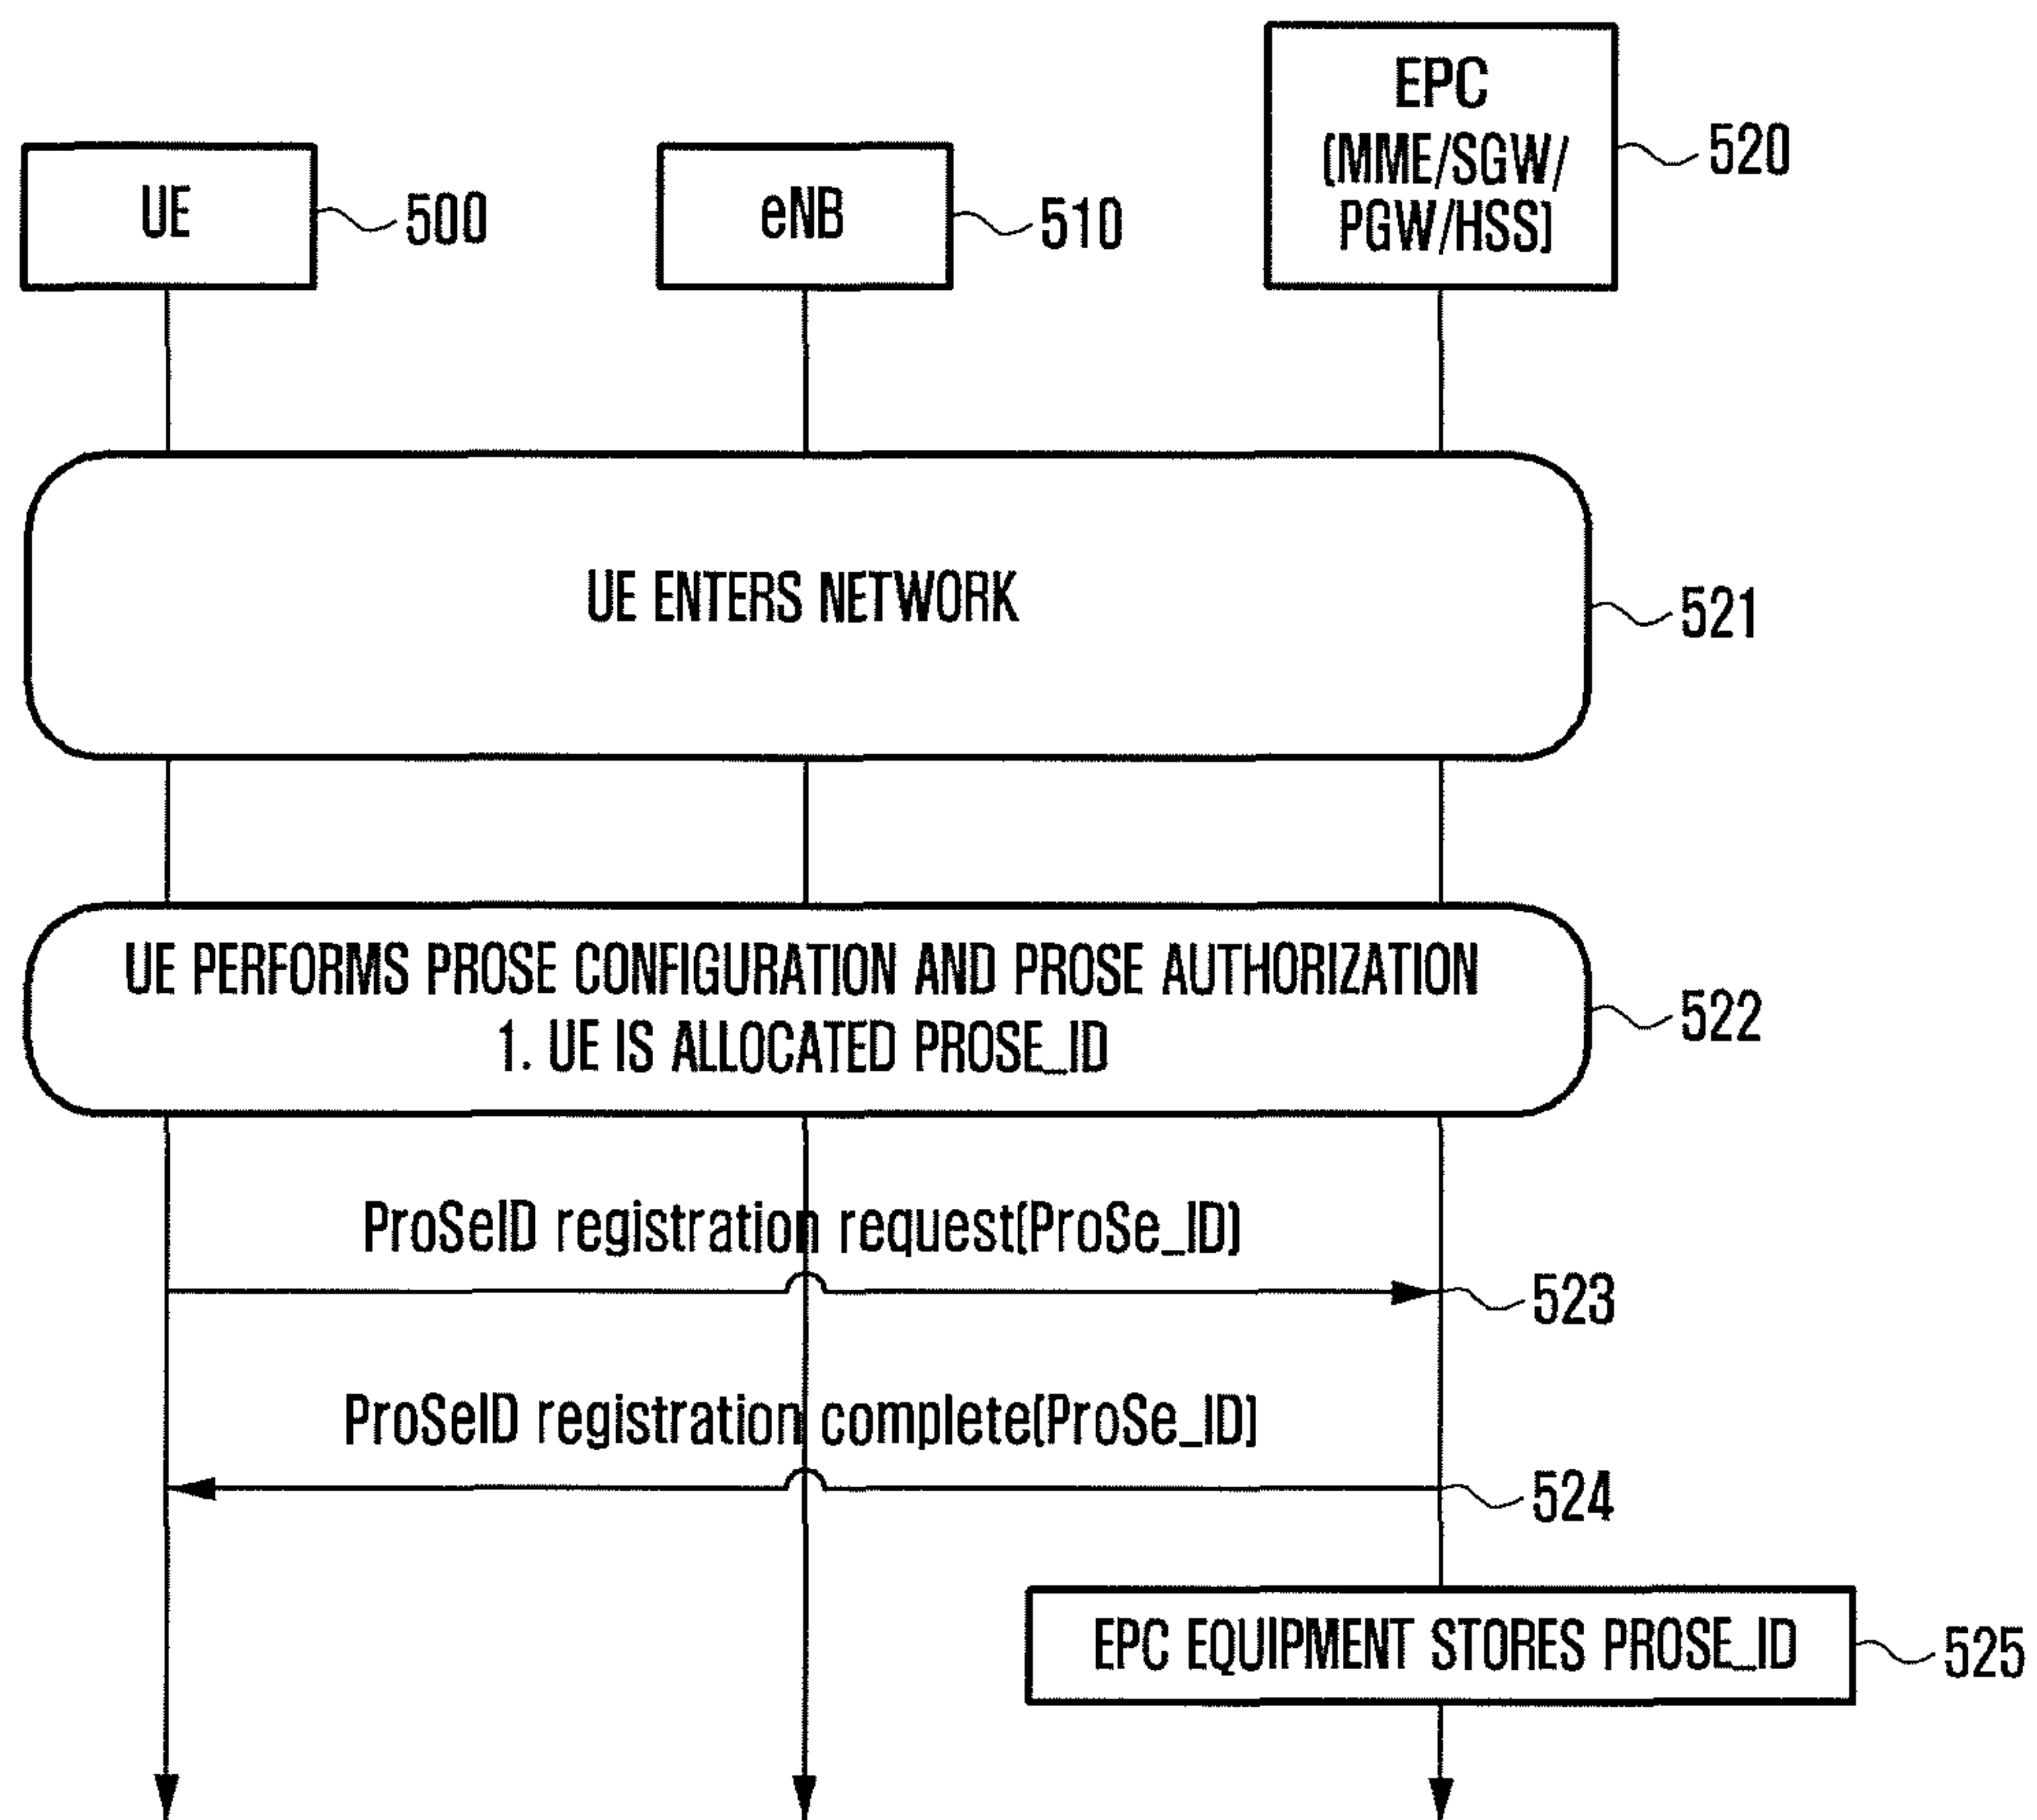 EPC
(MME/SGW/
PGW/HSS)
520
UE
500
eNB
510
UE ENTERS NETWORK
521
UE PERFORMS PROSE CONFIGURATION AND PROSE AUTHORIZATION
1. UE IS ALLOCATED PROSE_ID
522
ProSeID registration request(ProSe_ID)
523
ProSeID registration complete(ProSe_ID)
524
EPC EQUIPMENT STORES PROSE_ID
525